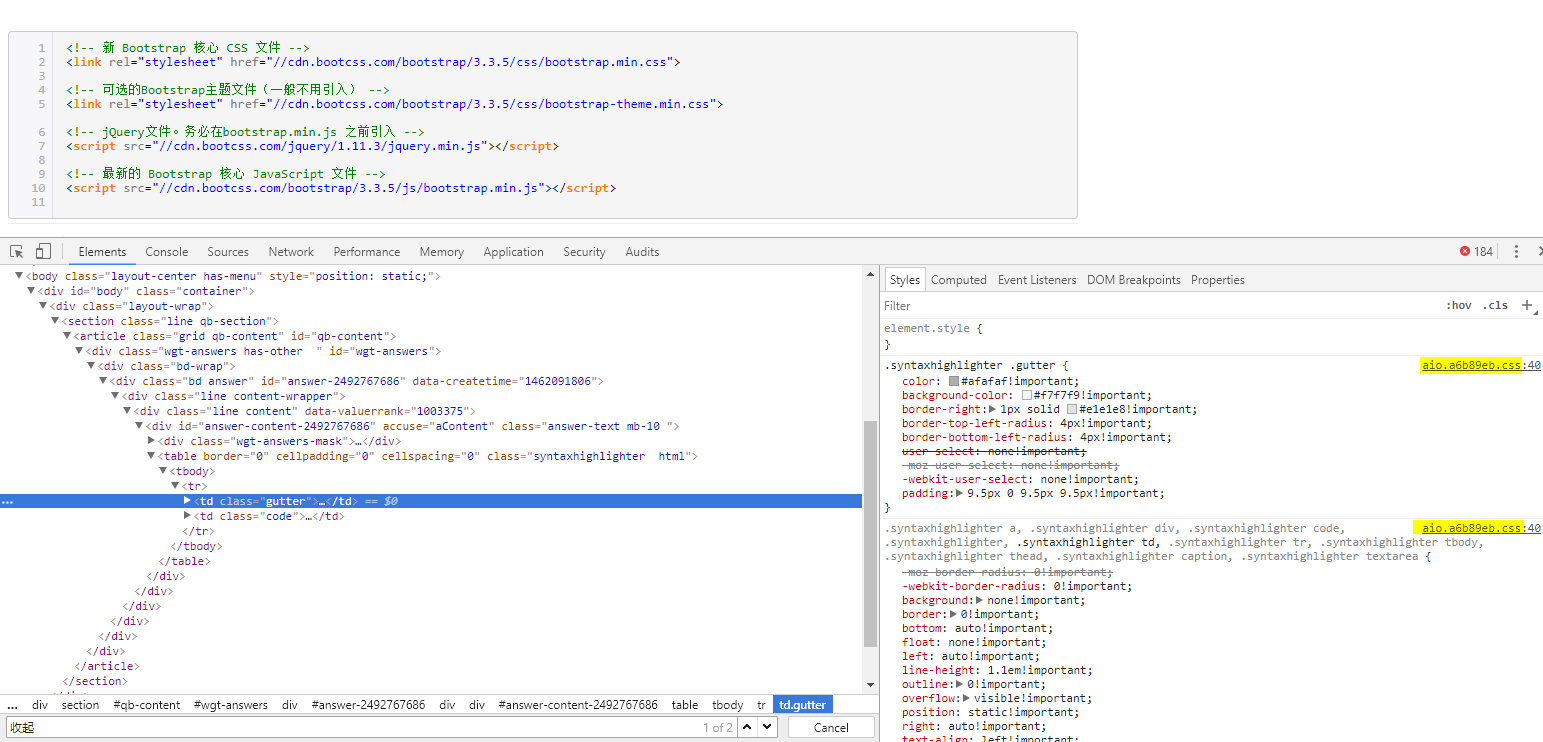 1 <!-- 新 Bootstrap 核心 CSS 文件 -->
2 <link rel="stylesheet" href="//cdn.bootcss.com/bootstrap/3.3.5/css/bootstrap.min.css">
3
4 <!-- 可选的Bootstrap主题文件（一般不用引入） -->
5 <link rel="stylesheet" href="//cdn.bootcss.com/bootstrap/3.3.5/css/bootstrap-theme.min.css">
6 <!-- jQuery文件。务必在bootstrap.min.js 之前引入 -->
7 <script src="//cdn.bootcss.com/jquery/1.11.3/jquery.min.js"></script>
8
9 <!-- 最新的 Bootstrap 核心 JavaScript 文件 -->
10 <script src="//cdn.bootcss.com/bootstrap/3.3.5/js/bootstrap.min.js"></script>
11
Elements Console Sources Network Performance Memory Application Security Audits 184
<body class="layout-center has-menu" style="position: static;">
<div id="body" class="container">
<div class="layout-wrap">
<section class="line qb-section">
<article class="grid qb-content" id="qb-content">
<div class="wgt-answers has-other  " id="wgt-answers">
<div class="bd-wrap">
<div class="bd answer" id="answer-2492767686" data-createtime="1462091806">
<div class="line content-wrapper">
<div class="line content" data-valuerrank="1003375">
<div id="answer-content-2492767686" accuse="aContent" class="answer-text mb-10 ">
<div class="wgt-answers-mask">…</div>
<table border="0" cellpadding="0" cellspacing="0" class="syntaxhighlighter  html">
<tbody>
<tr>
... <td class="gutter">…</td> == $0
<td class="code">…</td>
</tr>
</tbody>
</table>
</div>
</div>
</div>
</div>
</div>
</div>
</article>
</section>
... div section #qb-content #wgt-answers div #answer-2492767686 div div #answer-content-2492767686 table tbody tr td.gutter
收起 1 of 2 Cancel
Styles Computed Event Listeners DOM Breakpoints Properties
Filter :hov .cls +
element.style {
}
.syntaxhighlighter .gutter { aio.a6b89eb.css:40
color: #afafaf!important;
background-color: #f7f7f9!important;
border-right: 1px solid #e1e1e8!important;
border-top-left-radius: 4px!important;
border-bottom-left-radius: 4px!important;
user-select: none!important;
-moz-user-select: none!important;
-webkit-user-select: none!important;
padding: 9.5px 0 9.5px 9.5px!important;
}
.syntaxhighlighter a, .syntaxhighlighter div, .syntaxhighlighter code, aio.a6b89eb.css:40
.syntaxhighlighter, .syntaxhighlighter td, .syntaxhighlighter tr, .syntaxhighlighter tbody,
.syntaxhighlighter thead, .syntaxhighlighter caption, .syntaxhighlighter textarea {
-moz-border-radius: 0!important;
-webkit-border-radius: 0!important;
background: none!important;
border: 0!important;
bottom: auto!important;
float: none!important;
left: auto!important;
line-height: 1.1em!important;
outline: 0!important;
overflow: visible!important;
position: static!important;
right: auto!important;
text-align: left!important;